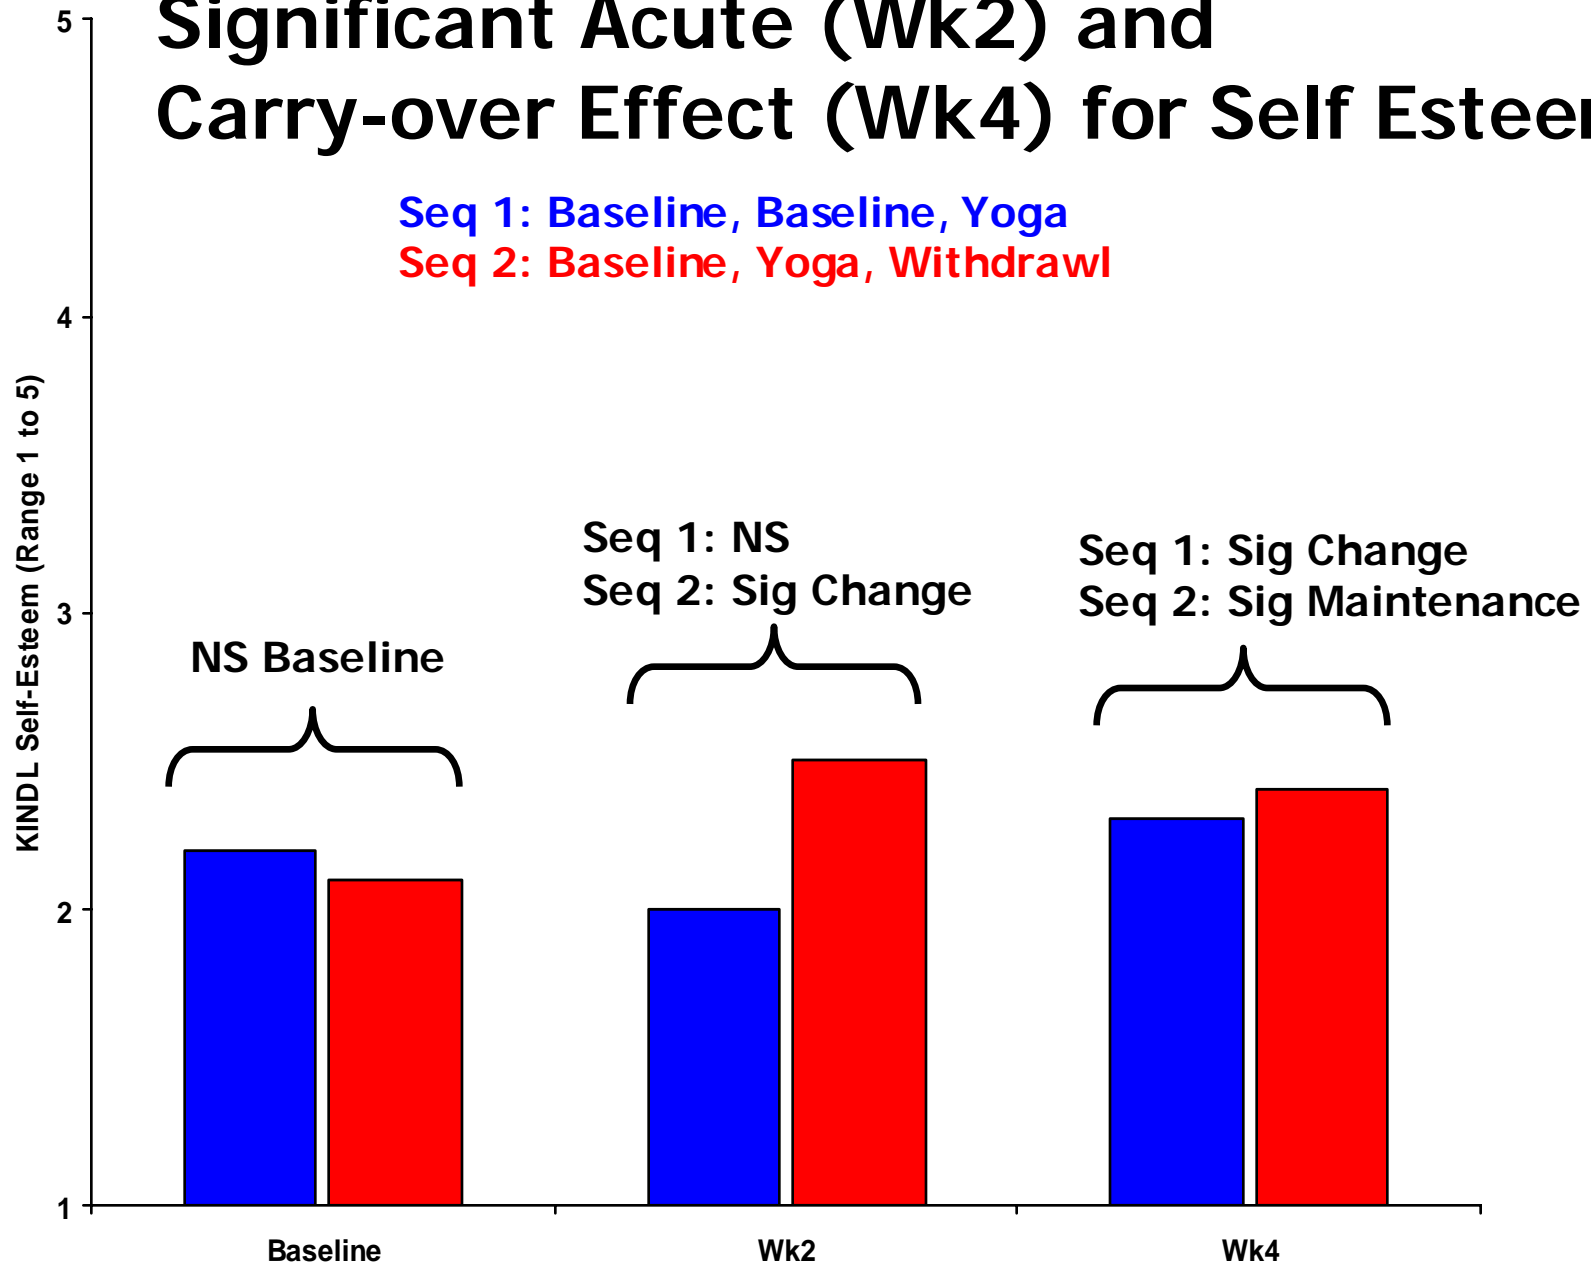 Significant Acute (Wk2) and
Carry-over Effect (Wk4) for Self
Seq 1: Baseline, Baseline, Yoga
Seq 2: Baseline, Yoga, Withdrawl
5
4
3
2
1
KINDL Self-Esteem (Range 1 to 5)
NS Baseline
Seq 1: NS
Seq 2: Sig Change
Seq 1: Sig Change
Seq 2: Sig Maintenance
Baseline
Wk2
Wk4